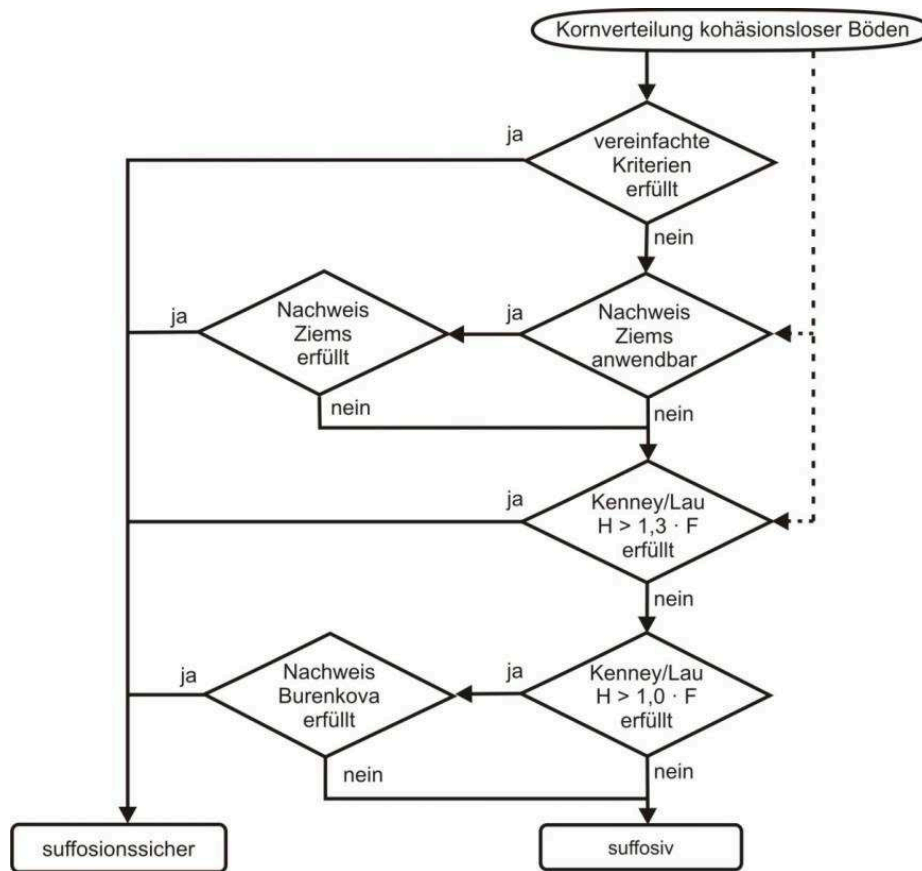 Kornverteilung kohäsionsloser Böden
ja
vereinfachte
Kriterien
erfüllt
nein
ja
Nachweis
Ziems
erfüllt
ja
Nachweis
Ziems
anwendbar
nein
nein
ja
Kenney/Lau
H > 1,3 · F
erfüllt
nein
ja
Nachweis
Burenkova
erfüllt
ja
Kenney/Lau
H > 1,0 · F
erfüllt
nein
nein
suffosionssicher
suffosiv